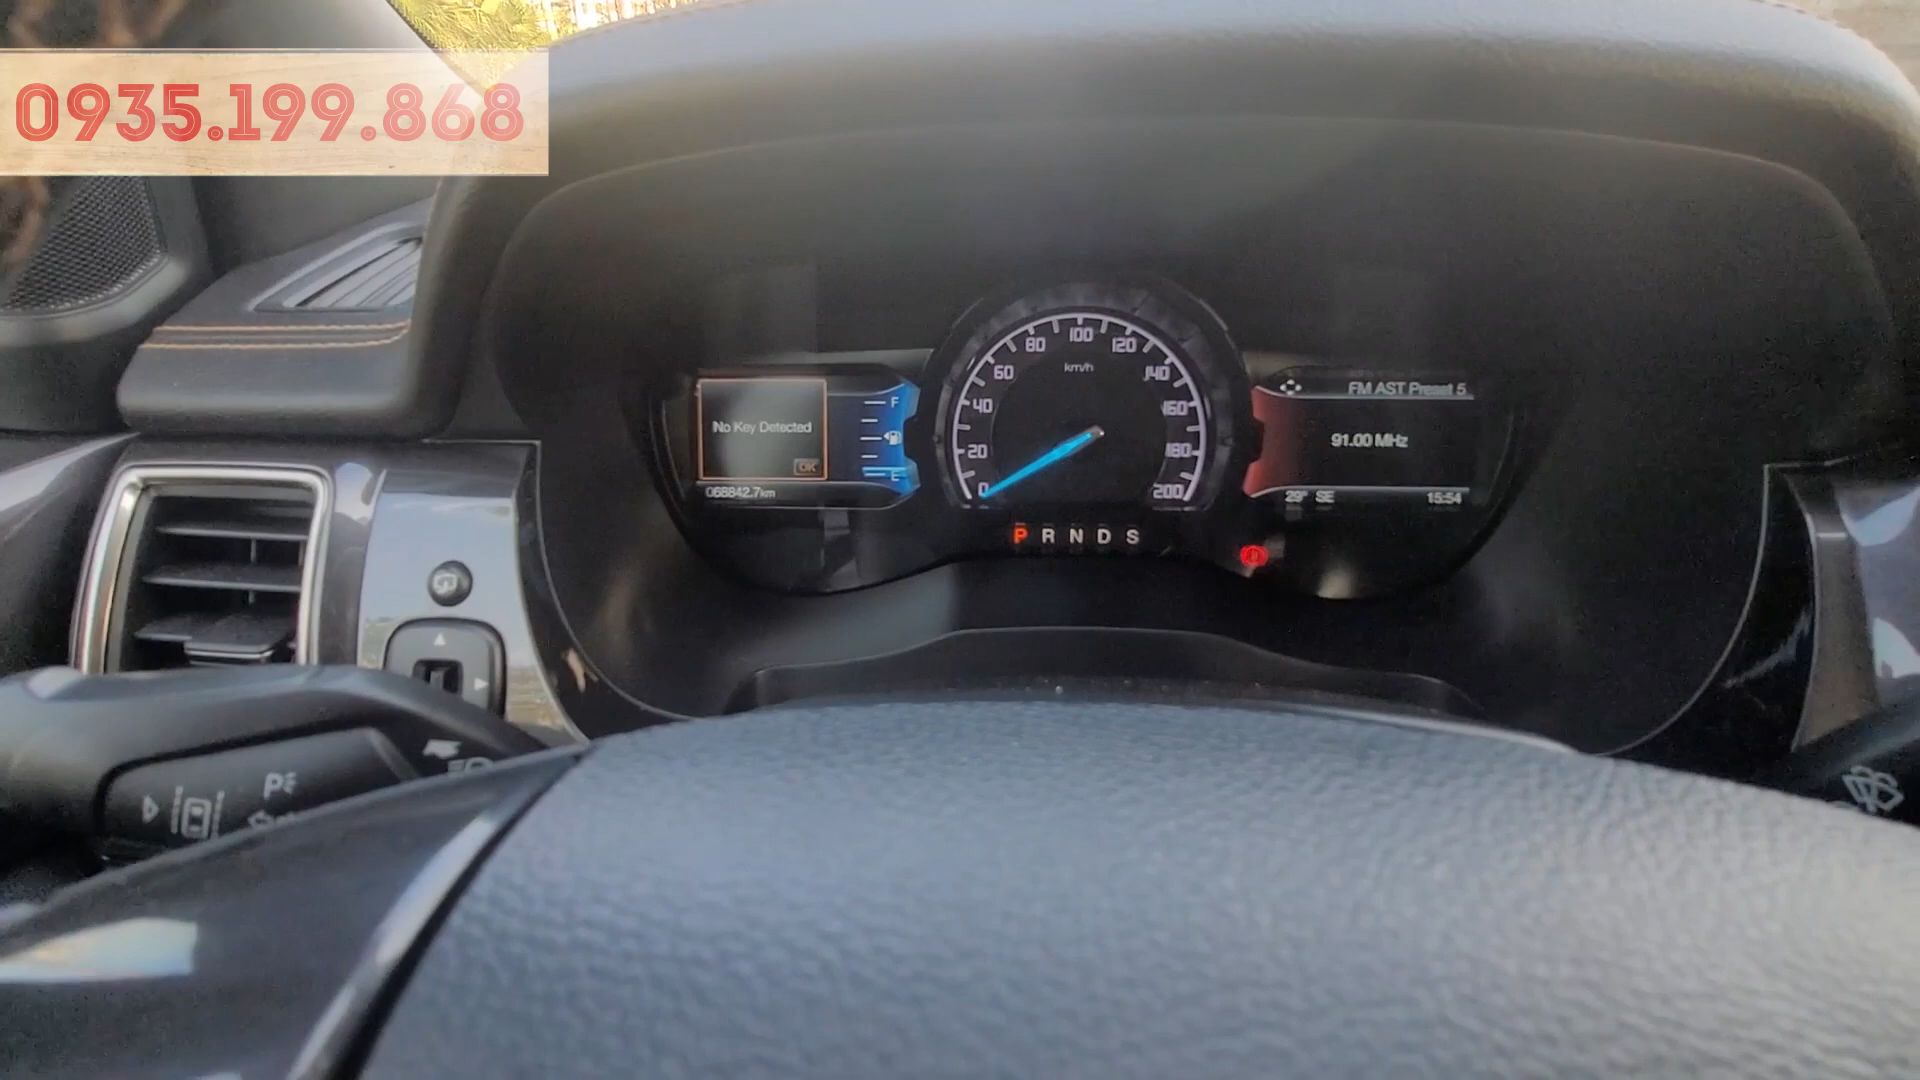 0935.199.868
No Key Detected
OK
068842.7km
F
E
0
20
40
60
80
100
120
140
160
180
200
km/h
P R N D S
FM AST Preset 5
91.00 MHz
29° SE
15:54
P